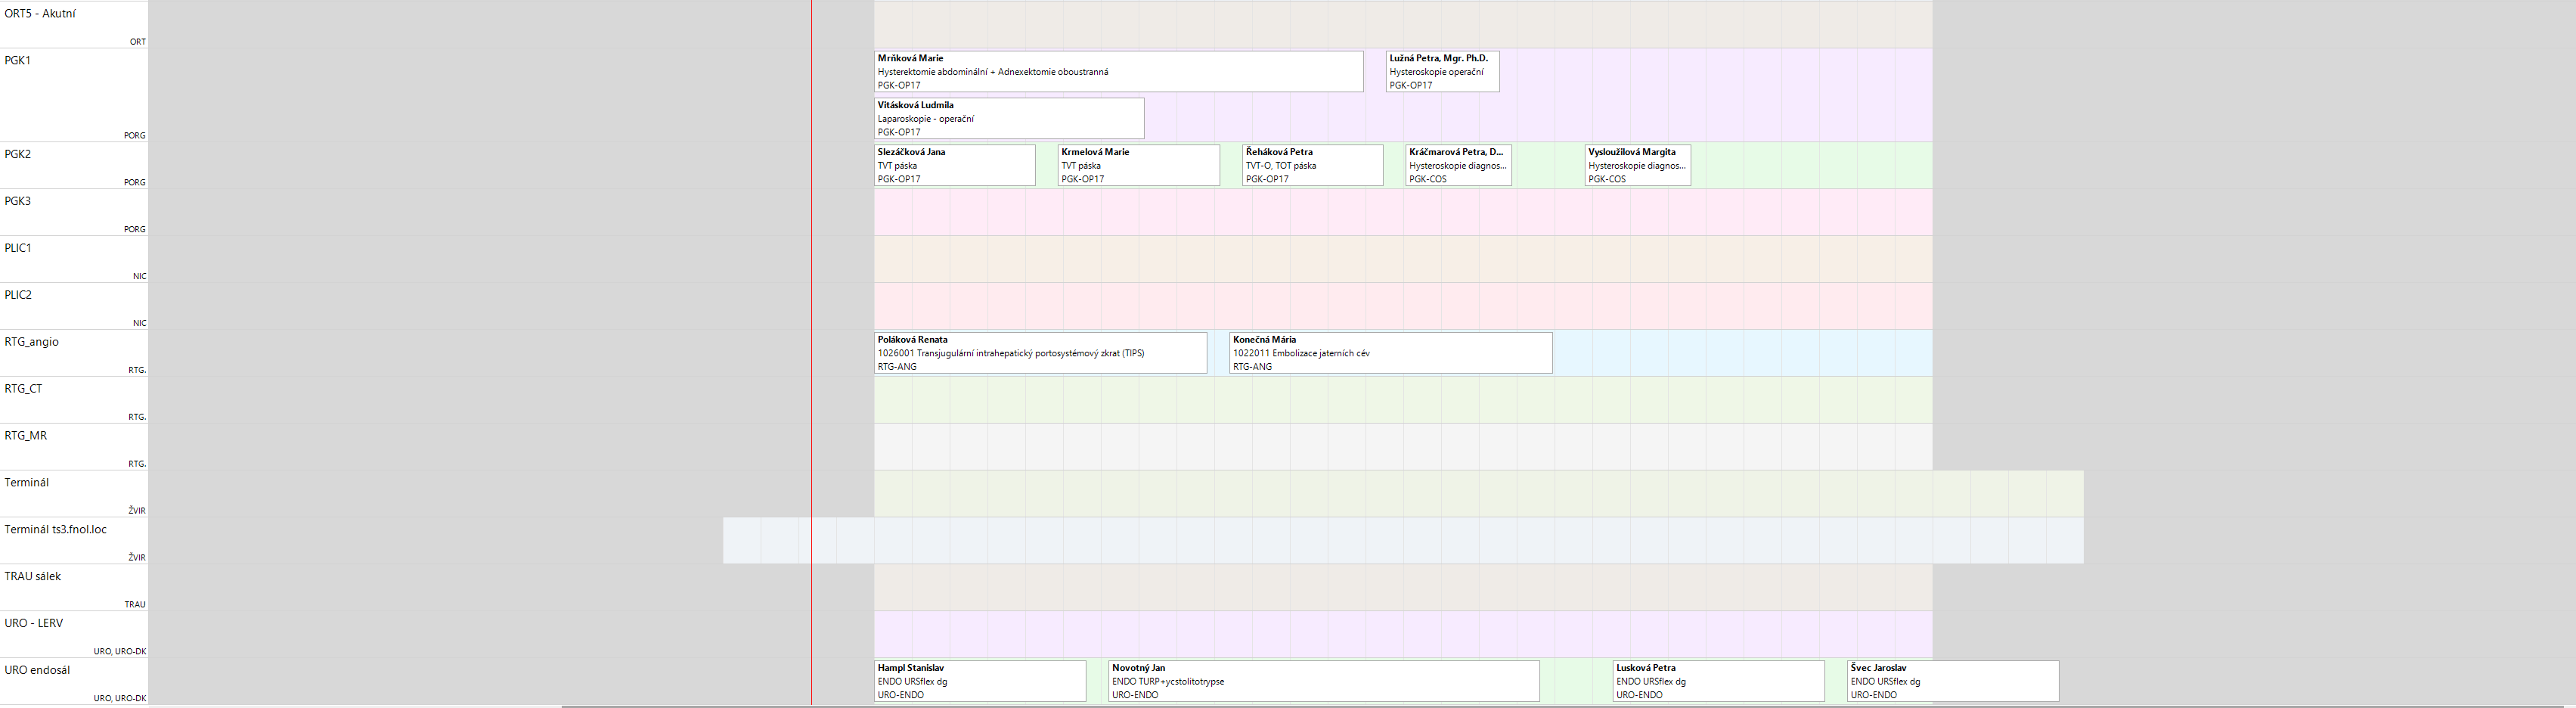 ORT5 - Akutní
ORT
PGK1
PORG
Mrňková Marie
Hysterektomie abdominální + Adnexektomie oboustranná
PGK-OP17
Lužná Petra, Mgr. Ph.D.
Hysteroskopie operační
PGK-OP17
Vitásková Ludmila
Laparoskopie - operační
PGK-OP17
PGK2
PORG
Slezáčková Jana
TVT páska
PGK-OP17
Krmelová Marie
TVT páska
PGK-OP17
Řeháková Petra
TVT-O, TOT páska
PGK-OP17
Kráčmarová Petra, D...
Hysteroskopie diagnos...
PGK-COS
Vysloužilová Margita
Hysteroskopie diagnos...
PGK-COS
PGK3
PORG
PLIC1
NIC
PLIC2
NIC
RTG_angio
RTG.
Poláková Renata
1026001 Transjugulární intrahepatický portosystémový zkrat (TIPS)
RTG-ANG
Konečná Mária
1022011 Embolizace jaterních cév
RTG-ANG
RTG_CT
RTG.
RTG_MR
RTG.
Terminál
ŽVIR
Terminál ts3.fnol.loc
ŽVIR
TRAU sálek
TRAU
URO - LERV
URO, URO-DK
URO endosál
URO, URO-DK
Hampl Stanislav
ENDO URSflex dg
URO-ENDO
Novotný Jan
ENDO TURP+ycstolitotrypse
URO-ENDO
Lusková Petra
ENDO URSflex dg
URO-ENDO
Švec Jaroslav
ENDO URSflex dg
URO-ENDO